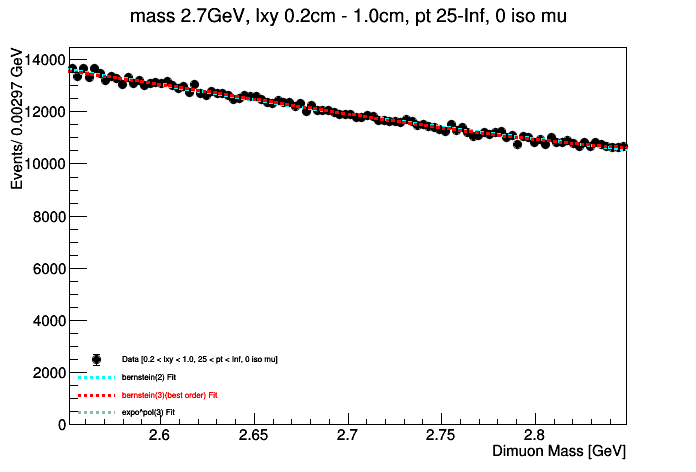 mass 2.7GeV, lxy 0.2cm - 1.0cm, pt 25-Inf, 0 iso mu
Events/ 0.00297 GeV
14000
12000
10000
8000
6000
4000
2000
0
Data [0.2 < lxy < 1.0, 25 < pt < Inf, 0 iso mu]
bernstein(2) Fit
bernstein(3)(best order) Fit
expo*pol(3) Fit
2.6 2.65 2.7 2.75 2.8
Dimuon Mass [GeV]